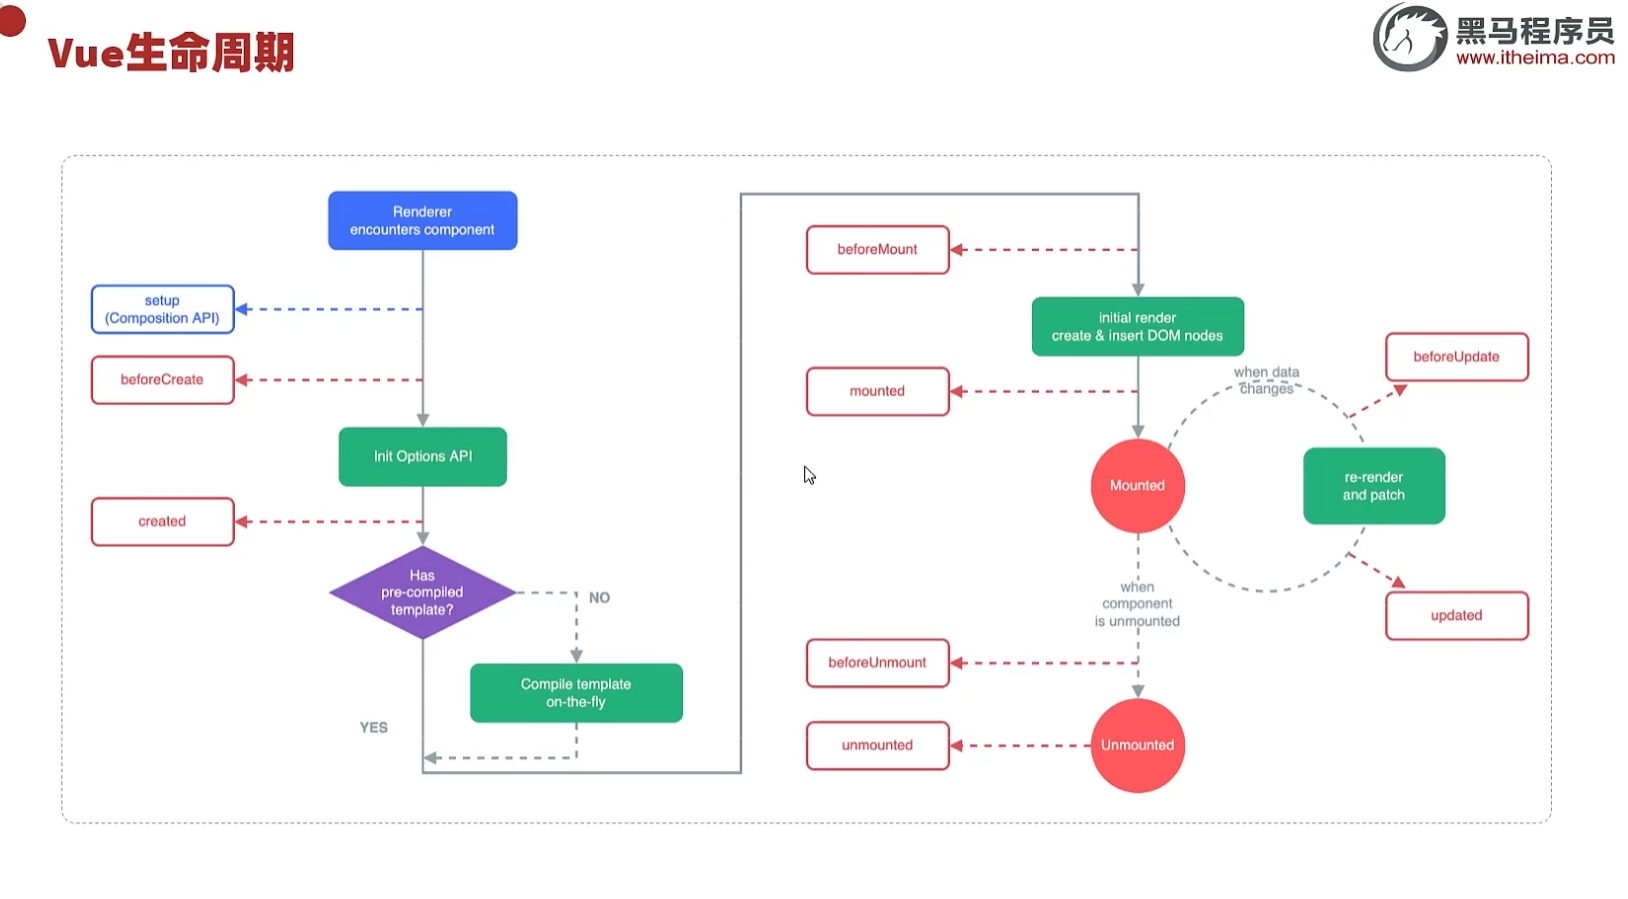 Vue生命周期
黑马程序员
www.itheima.com
Renderer
encounters component
setup
(Composition API)
beforeCreate
Init Options API
created
Has
pre-compiled
template?
NO
Compile template
on-the-fly
YES
beforeMount
initial render
create & insert DOM nodes
mounted
when data
changes
beforeUpdate
Mounted
re-render
and patch
updated
when
component
is unmounted
beforeUnmount
unmounted
Unmounted